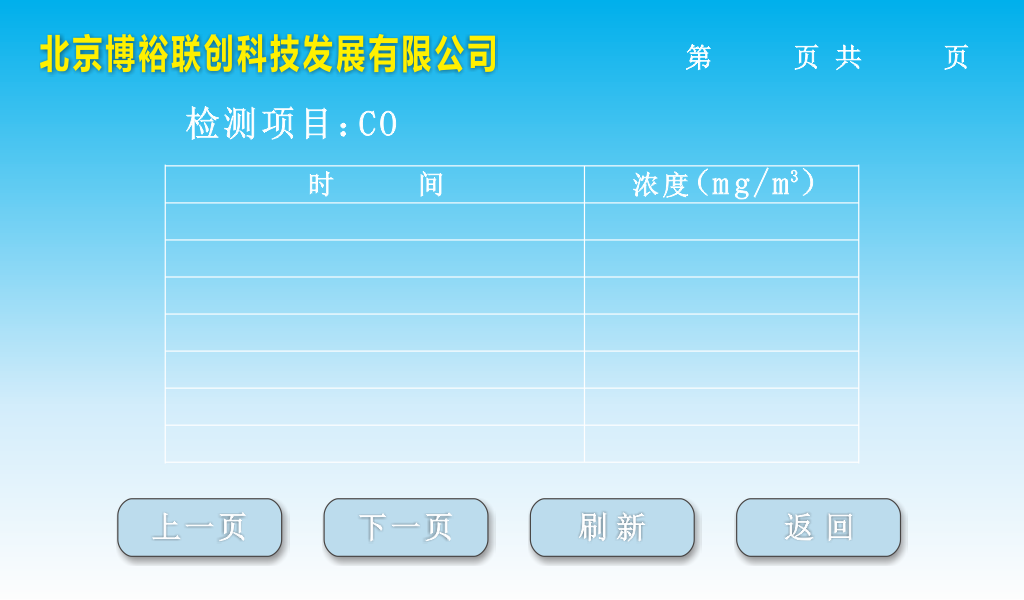 北京博裕联创科技发展有限公司
第 页 共 页
检测项目:CO
时 间 浓度(mg/m³)
上一页 下一页 刷新 返回